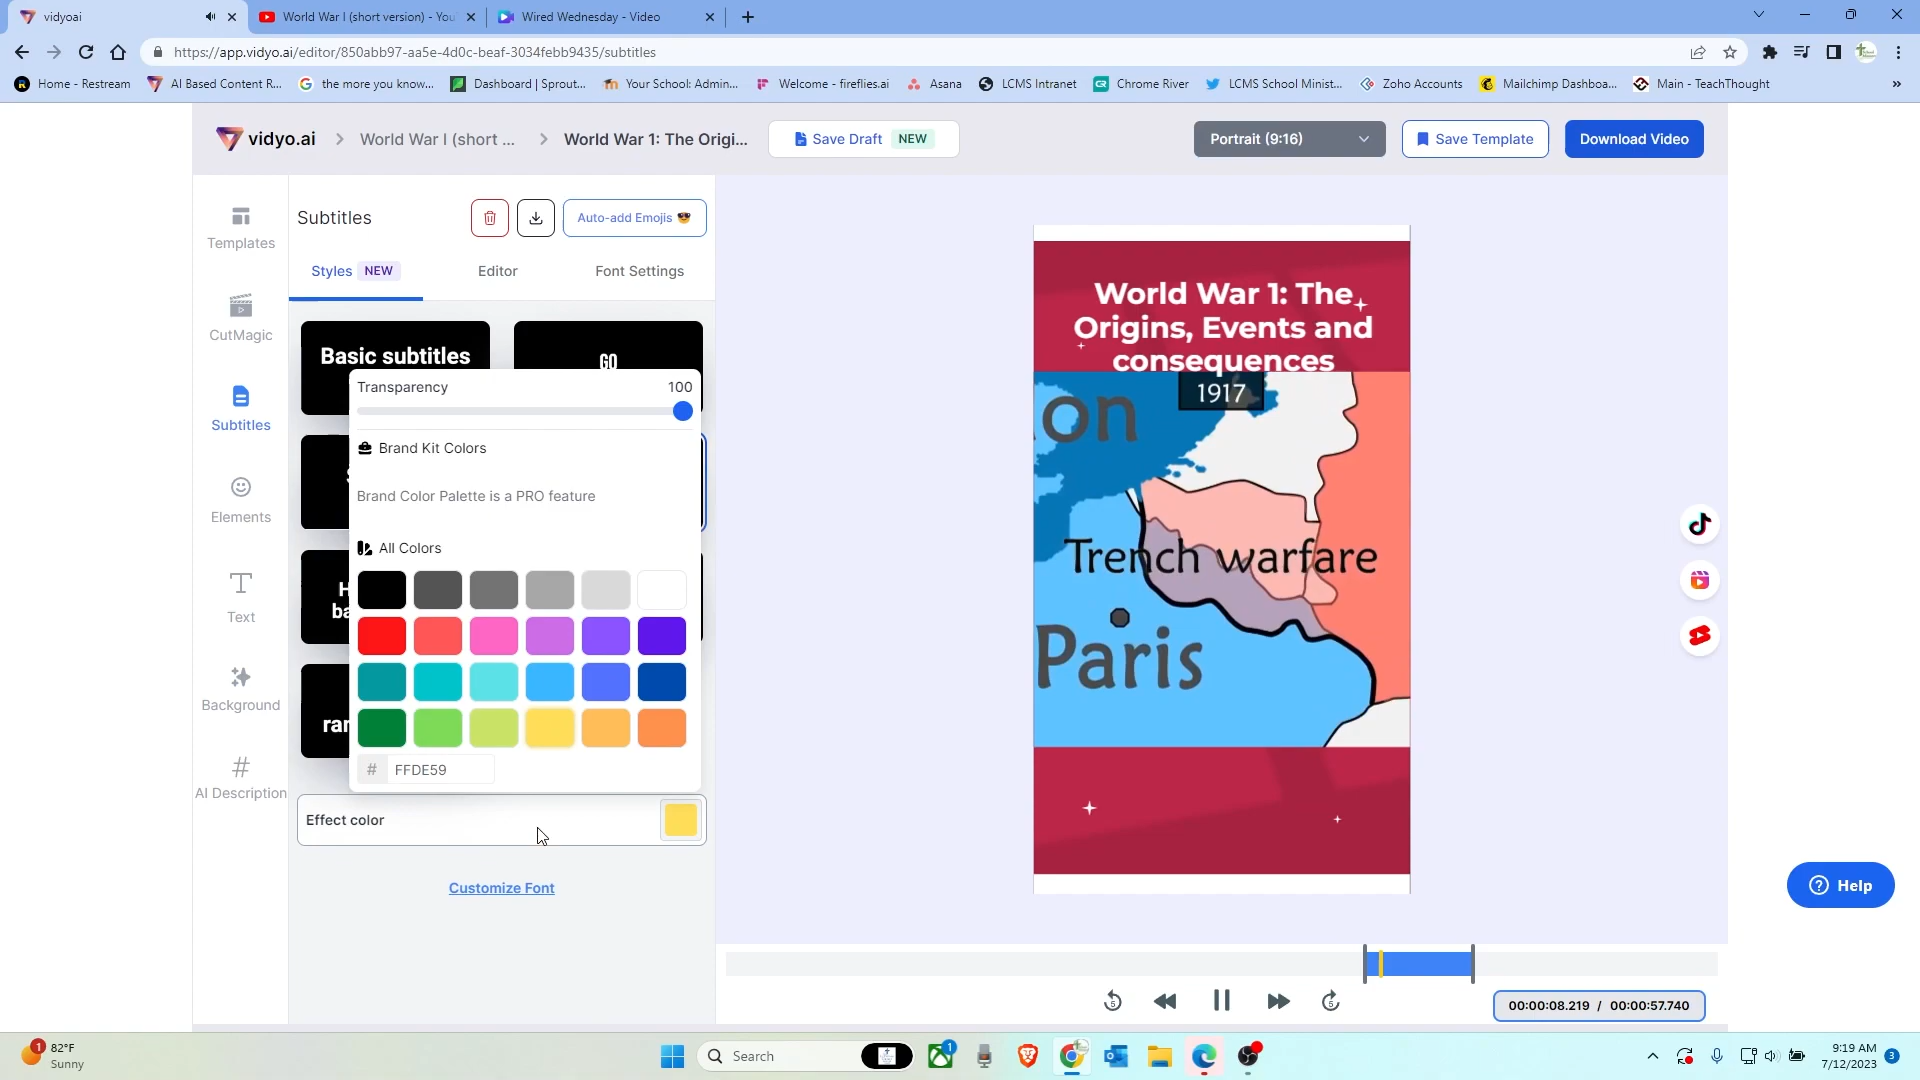 vidyoai
World War I (short version) - You
Wired Wednesday - Video
https://app.vidyo.ai/editor/850abb97-aa5e-4d0c-beaf-3034febb9435/subtitles
Home - Restream
AI Based Content R...
the more you know...
Dashboard | Sprout...
Your School: Admin...
Welcome - fireflies.ai
Asana
LCMS Intranet
Chrome River
LCMS School Minist...
Zoho Accounts
Mailchimp Dashboa...
Main - TeachThought
vidyo.ai
World War I (short ...
World War 1: The Origi...
Save Draft NEW
Portrait (9:16)
Save Template
Download Video
Templates
CutMagic
Subtitles
Elements
Text
Background
AI Description
Subtitles
Auto-add Emojis
Styles NEW
Editor
Font Settings
Basic subtitles
GO
Transparency 100
Brand Kit Colors
Brand Color Palette is a PRO feature
All Colors
# FFDE59
Effect color
Customize Font
World War 1: The
Origins, Events and
consequences
1917
on
Trench warfare
Paris
Help
5
5
00:00:08.219 / 00:00:57.740
1
82°F
Sunny
Search
1
9:19 AM
7/12/2023
3